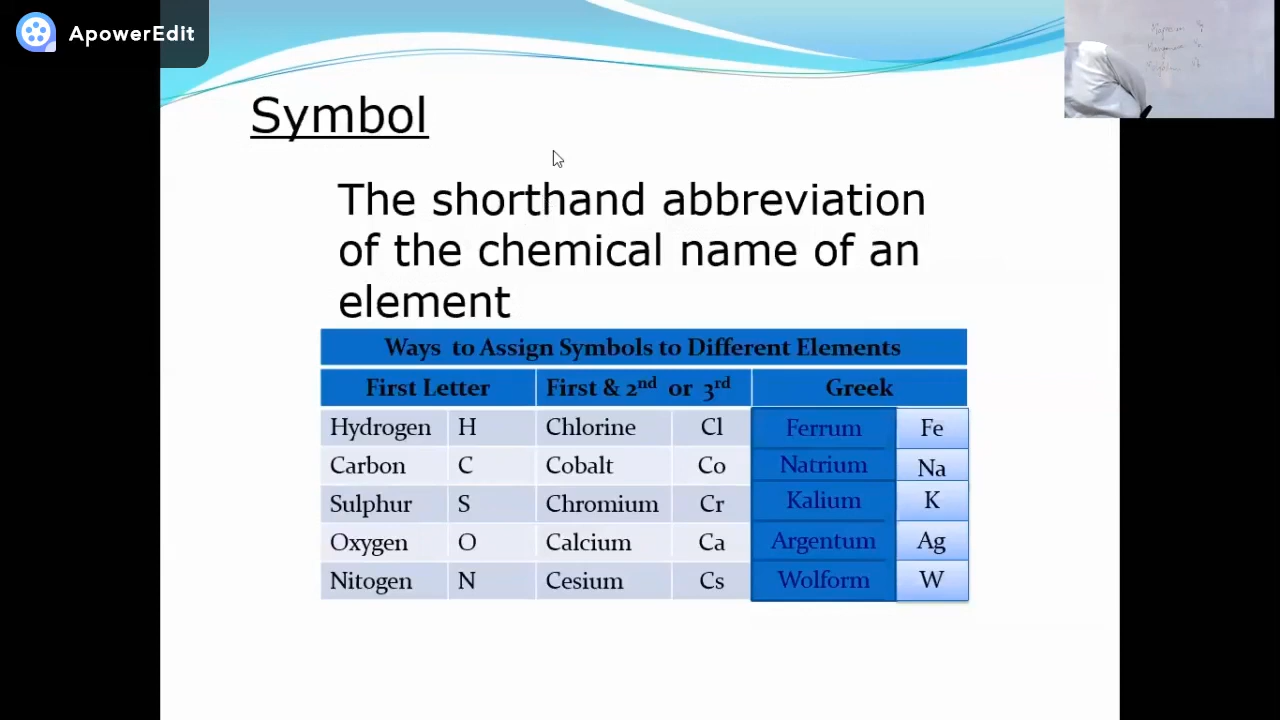 ApowerEdit
Symbol
The shorthand abbreviation
of the chemical name of an
element
Ways to Assign Symbols to Different Elements
First Letter First & 2nd or 3rd Greek
Hydrogen H Chlorine Cl Ferrum Fe
Carbon C Cobalt Co Natrium Na
Sulphur S Chromium Cr Kalium K
Oxygen O Calcium Ca Argentum Ag
Nitogen N Cesium Cs Wolform W